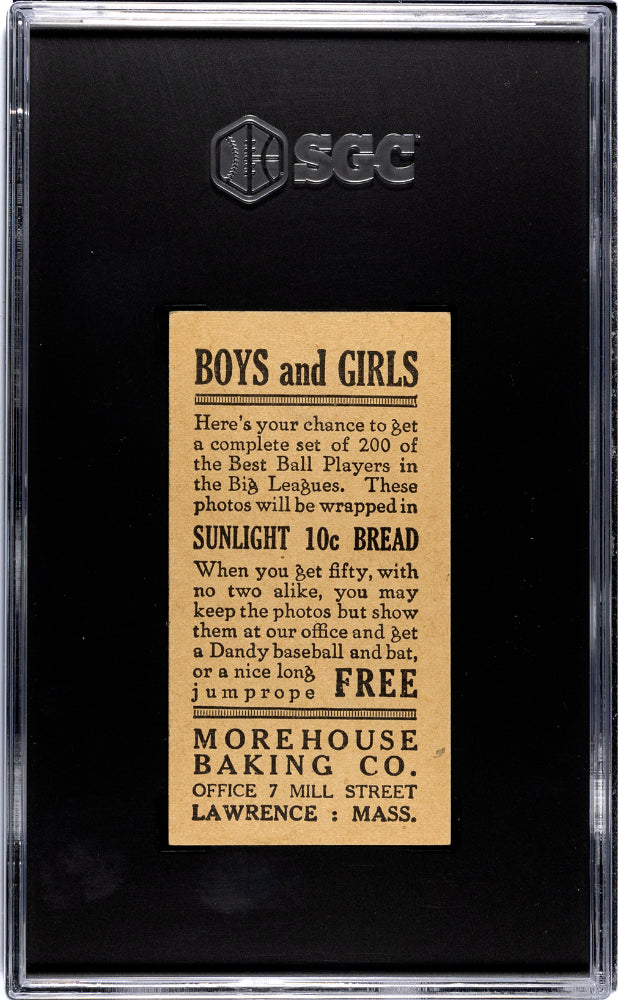 SGC
BOYS and GIRLS
Here's your chance to get
a complete set of 200 of
the Best Ball Players in
the Big Leagues. These
photos will be wrapped in
SUNLIGHT 10c BREAD
When you get fifty, with
no two alike, you may
keep the photos but show
them at our office and get
a Dandy baseball and bat,
or a nice long
jumprope FREE
MOREHOUSE
BAKING CO.
OFFICE 7 MILL STREET
LAWRENCE : MASS.